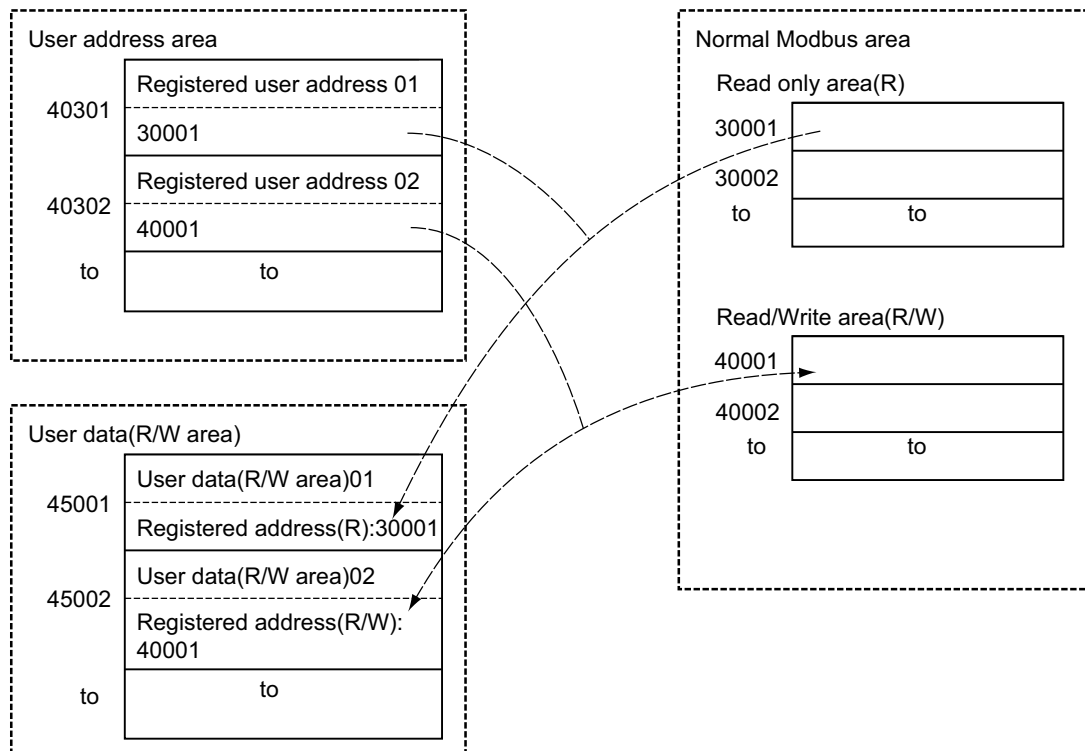 User address area
40301
Registered user address 01
30001
40302
Registered user address 02
40001
to
to
User data(R/W area)
45001
User data(R/W area)01
Registered address(R):30001
45002
User data(R/W area)02
Registered address(R/W):
40001
to
to
Normal Modbus area
Read only area(R)
30001
30002
to
to
Read/Write area(R/W)
40001
40002
to
to